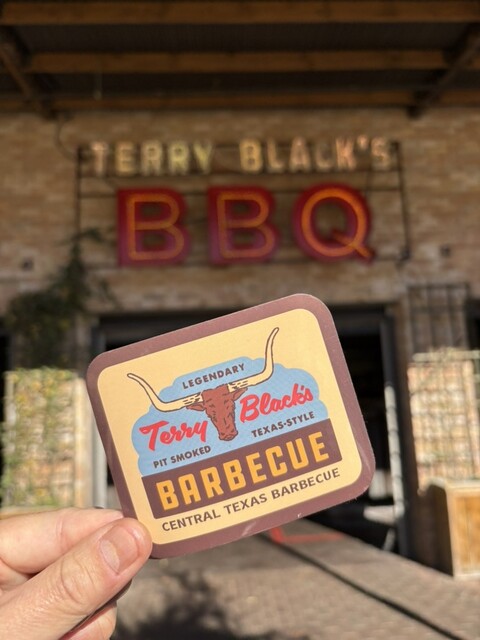 TERRY BLACK'S
BBQ
LEGENDARY
Terry Black's
PIT SMOKED TEXAS-STYLE
BARBECUE
CENTRAL TEXAS BARBECUE